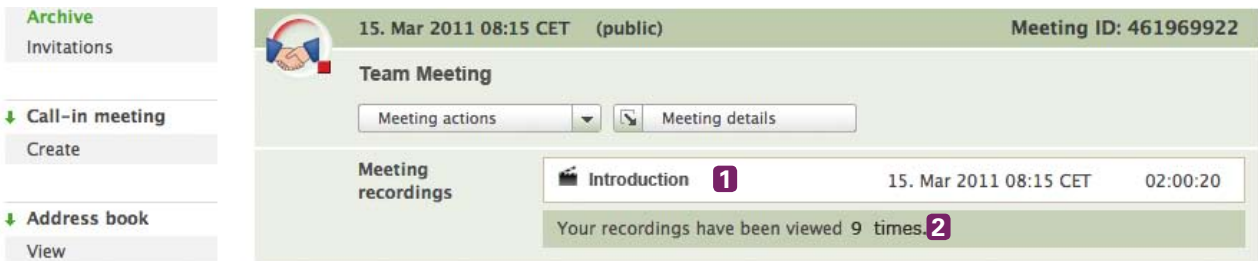 Archive
Invitations
Call-in meeting
Create
Address book
View
15. Mar 2011 08:15 CET (public) Meeting ID: 461969922
Team Meeting
Meeting actions Meeting details
Meeting
recordings
Introduction 1 15. Mar 2011 08:15 CET 02:00:20
Your recordings have been viewed 9 times. 2